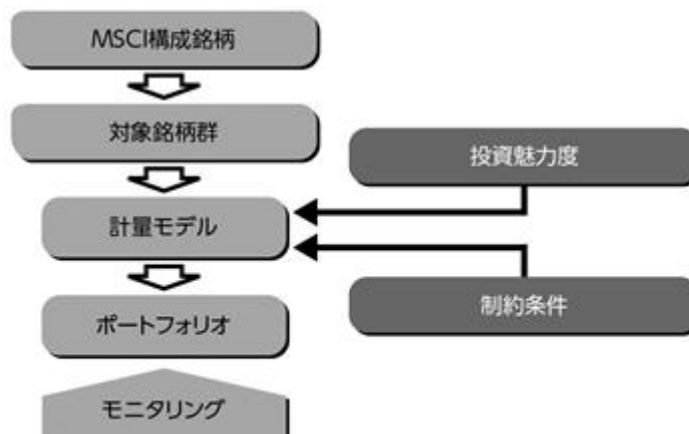 MSCI構成銘柄
対象銘柄群
投資魅力度
計量モデル
制約条件
ポートフォリオ
モニタリング